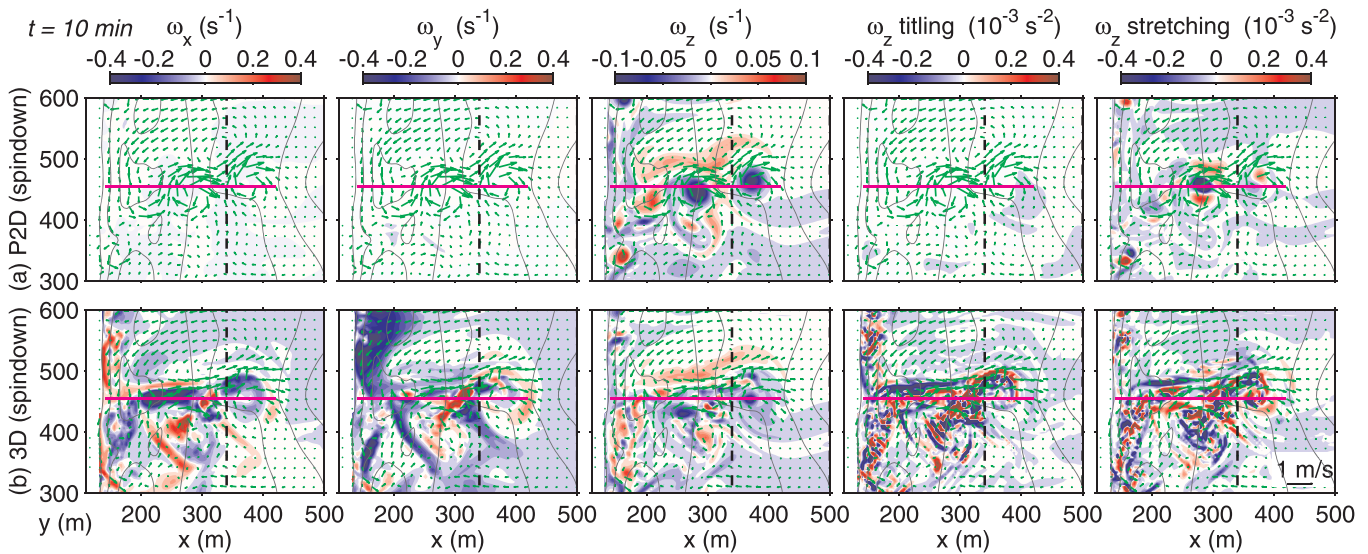 t = 10 min
ω_x (s^-1)
ω_y (s^-1)
ω_z (s^-1)
ω_z titling (10^-3 s^-2)
ω_z stretching (10^-3 s^-2)
-0.4 -0.2 0 0.2 0.4
-0.4 -0.2 0 0.2 0.4
-0.1 -0.05 0 0.05 0.1
-0.4 -0.2 0 0.2 0.4
-0.4 -0.2 0 0.2 0.4
(a) P2D (spindown)
600
500
400
300
(b) 3D (spindown)
600
500
400
300
1 m/s
y (m)
200 300 400 500
200 300 400 500
200 300 400 500
200 300 400 500
200 300 400 500
x (m)
x (m)
x (m)
x (m)
x (m)